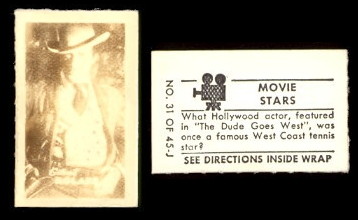 NO. 31 OF 45-J
MOVIE
STARS
What Hollywood actor, featured
in "The Dude Goes West", was
once a famous West Coast tennis
star?
SEE DIRECTIONS INSIDE WRAP